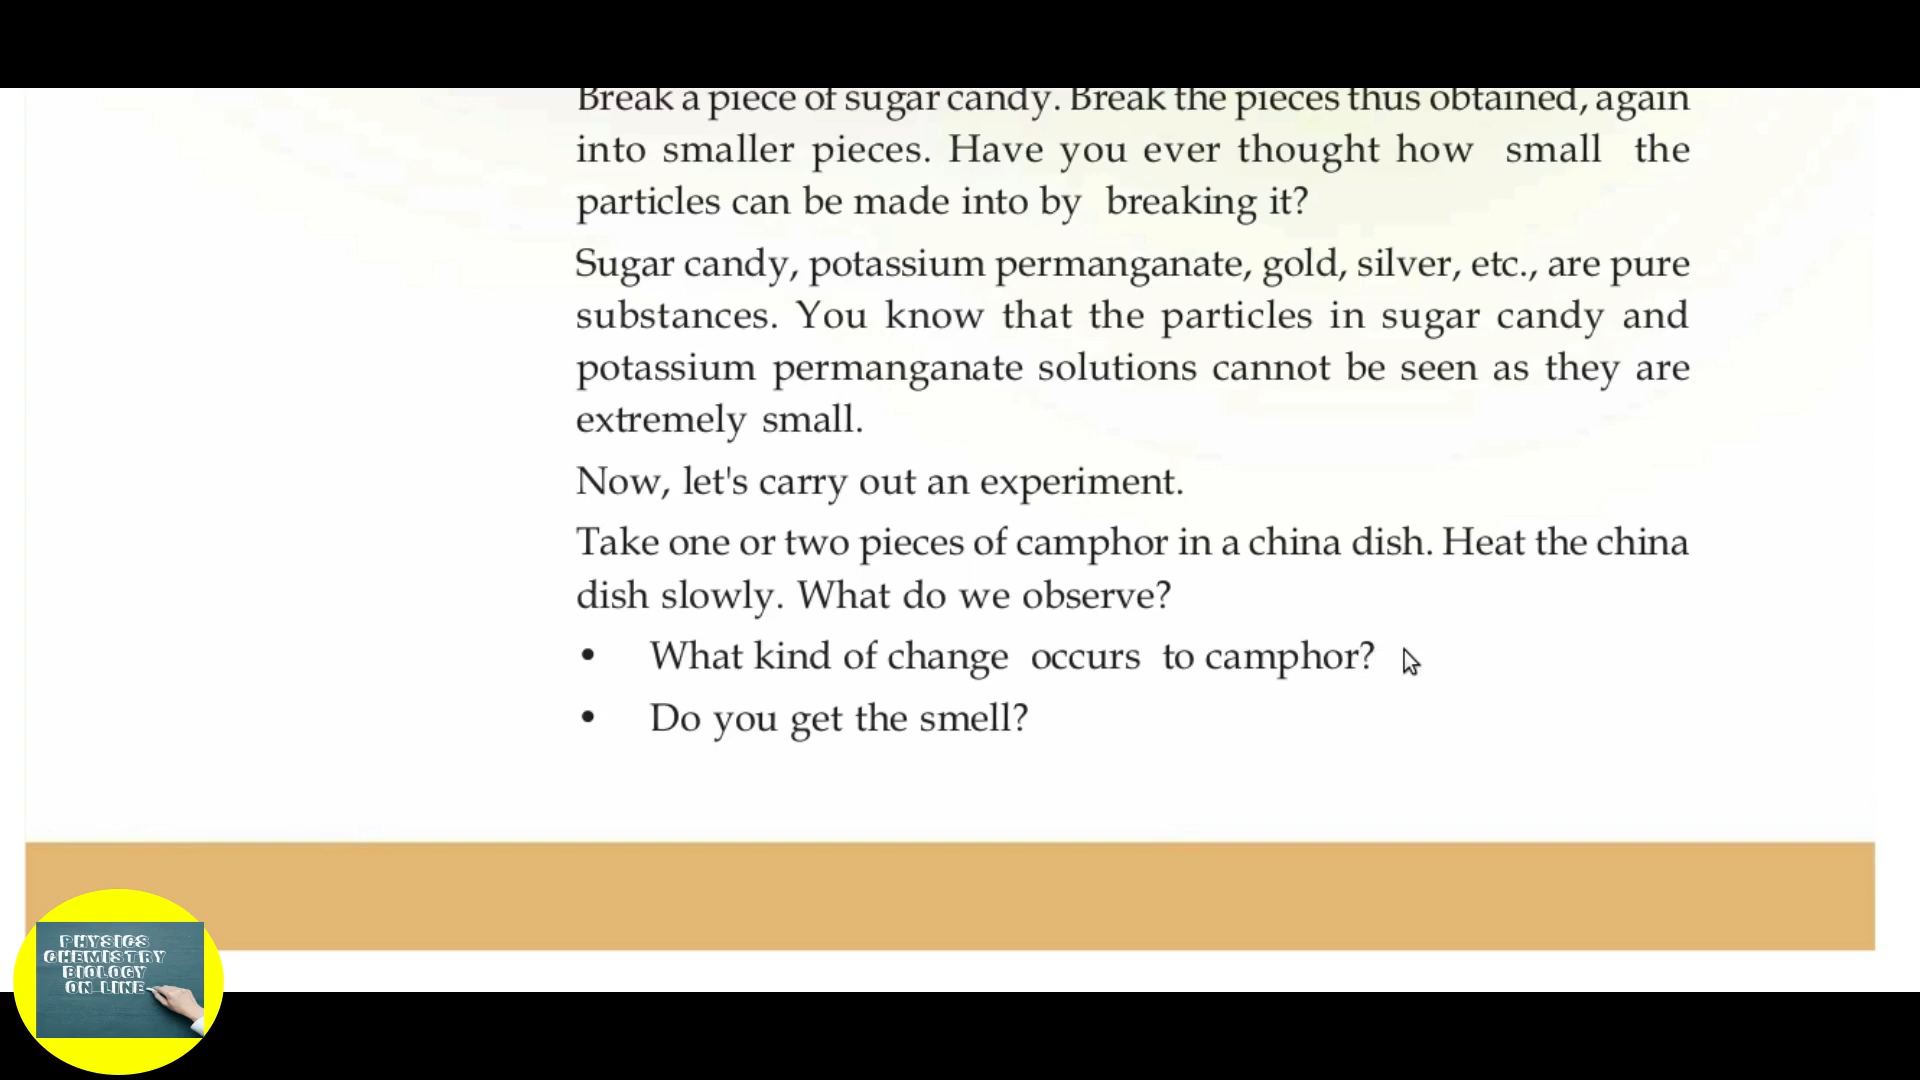 Break a piece of sugar candy. Break the pieces thus obtained, again
into smaller pieces. Have you ever thought how small the
particles can be made into by breaking it?
Sugar candy, potassium permanganate, gold, silver, etc., are pure
substances. You know that the particles in sugar candy and
potassium permanganate solutions cannot be seen as they are
extremely small.
Now, let's carry out an experiment.
Take one or two pieces of camphor in a china dish. Heat the china
dish slowly. What do we observe?
• What kind of change occurs to camphor?
• Do you get the smell?
PHYSICS
CHEMISTRY
BIOLOGY
ON LINE